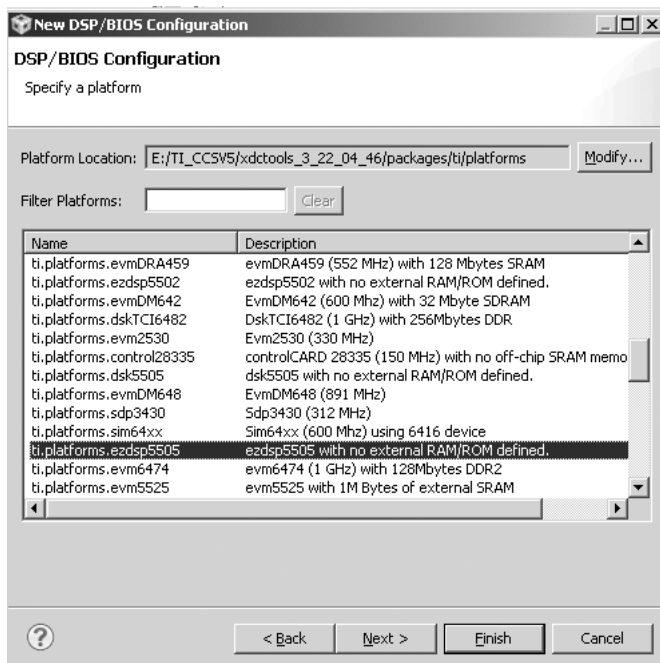 New DSP/BIOS Configuration
DSP/BIOS Configuration
Specify a platform
Platform Location: E:/TI_CCSV5/xdctools_3_22_04_46/packages/ti/platforms Modify...
Filter Platforms: Clear
Name Description
ti.platforms.evmDRA459 evmDRA459 (552 MHz) with 128 Mbytes SRAM
ti.platforms.ezdsp5502 ezdsp5502 with no external RAM/ROM defined.
ti.platforms.evmDM642 EvmDM642 (600 Mhz) with 32 Mbyte SDRAM
ti.platforms.dskTCI6482 DskTCI6482 (1 GHz) with 256Mbytes DDR
ti.platforms.evm2530 Evm2530 (330 MHz)
ti.platforms.control28335 controlCARD 28335 (150 MHz) with no off-chip SRAM memo
ti.platforms.dsk5505 dsk5505 with no external RAM/ROM defined.
ti.platforms.evmDM648 EvmDM648 (891 MHz)
ti.platforms.sdp3430 Sdp3430 (312 MHz)
ti.platforms.sim64xx Sim64xx (600 Mhz) using 6416 device
ti.platforms.ezdsp5505 ezdsp5505 with no external RAM/ROM defined.
ti.platforms.evm6474 evm6474 (1 GHz) with 128Mbytes DDR2
ti.platforms.evm5525 evm5525 with 1M Bytes of external SRAM
? < Back Next > Finish Cancel